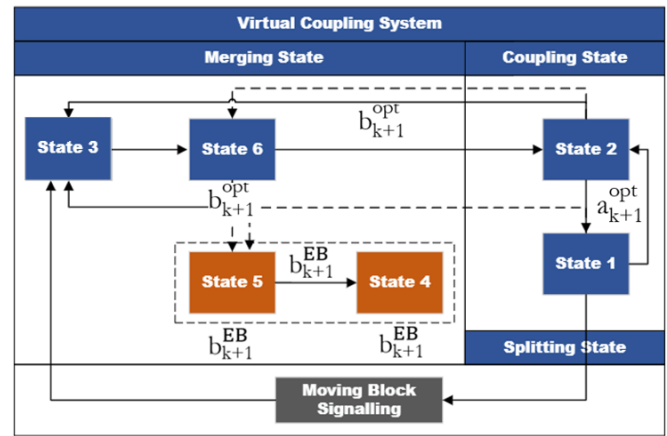 Virtual Coupling System
Merging State
Coupling State
State 3
State 6
b_{k+1}^{opt}
State 2
b_{k+1}^{opt}
a_{k+1}^{opt}
State 5
b_{k+1}^{EB}
State 4
State 1
b_{k+1}^{EB}
b_{k+1}^{EB}
Splitting State
Moving Block
Signalling